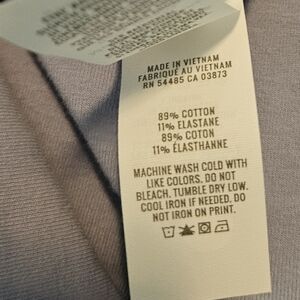 MADE IN VIETNAM
FABRIQUÉ AU VIETNAM
RN 54485 CA 03873
89% COTTON
11% ELASTANE
89% COTON
11% ÉLASTHANNE
MACHINE WASH COLD WITH
LIKE COLORS. DO NOT
BLEACH. TUMBLE DRY LOW.
COOL IRON IF NEEDED. DO
NOT IRON ON PRINT.